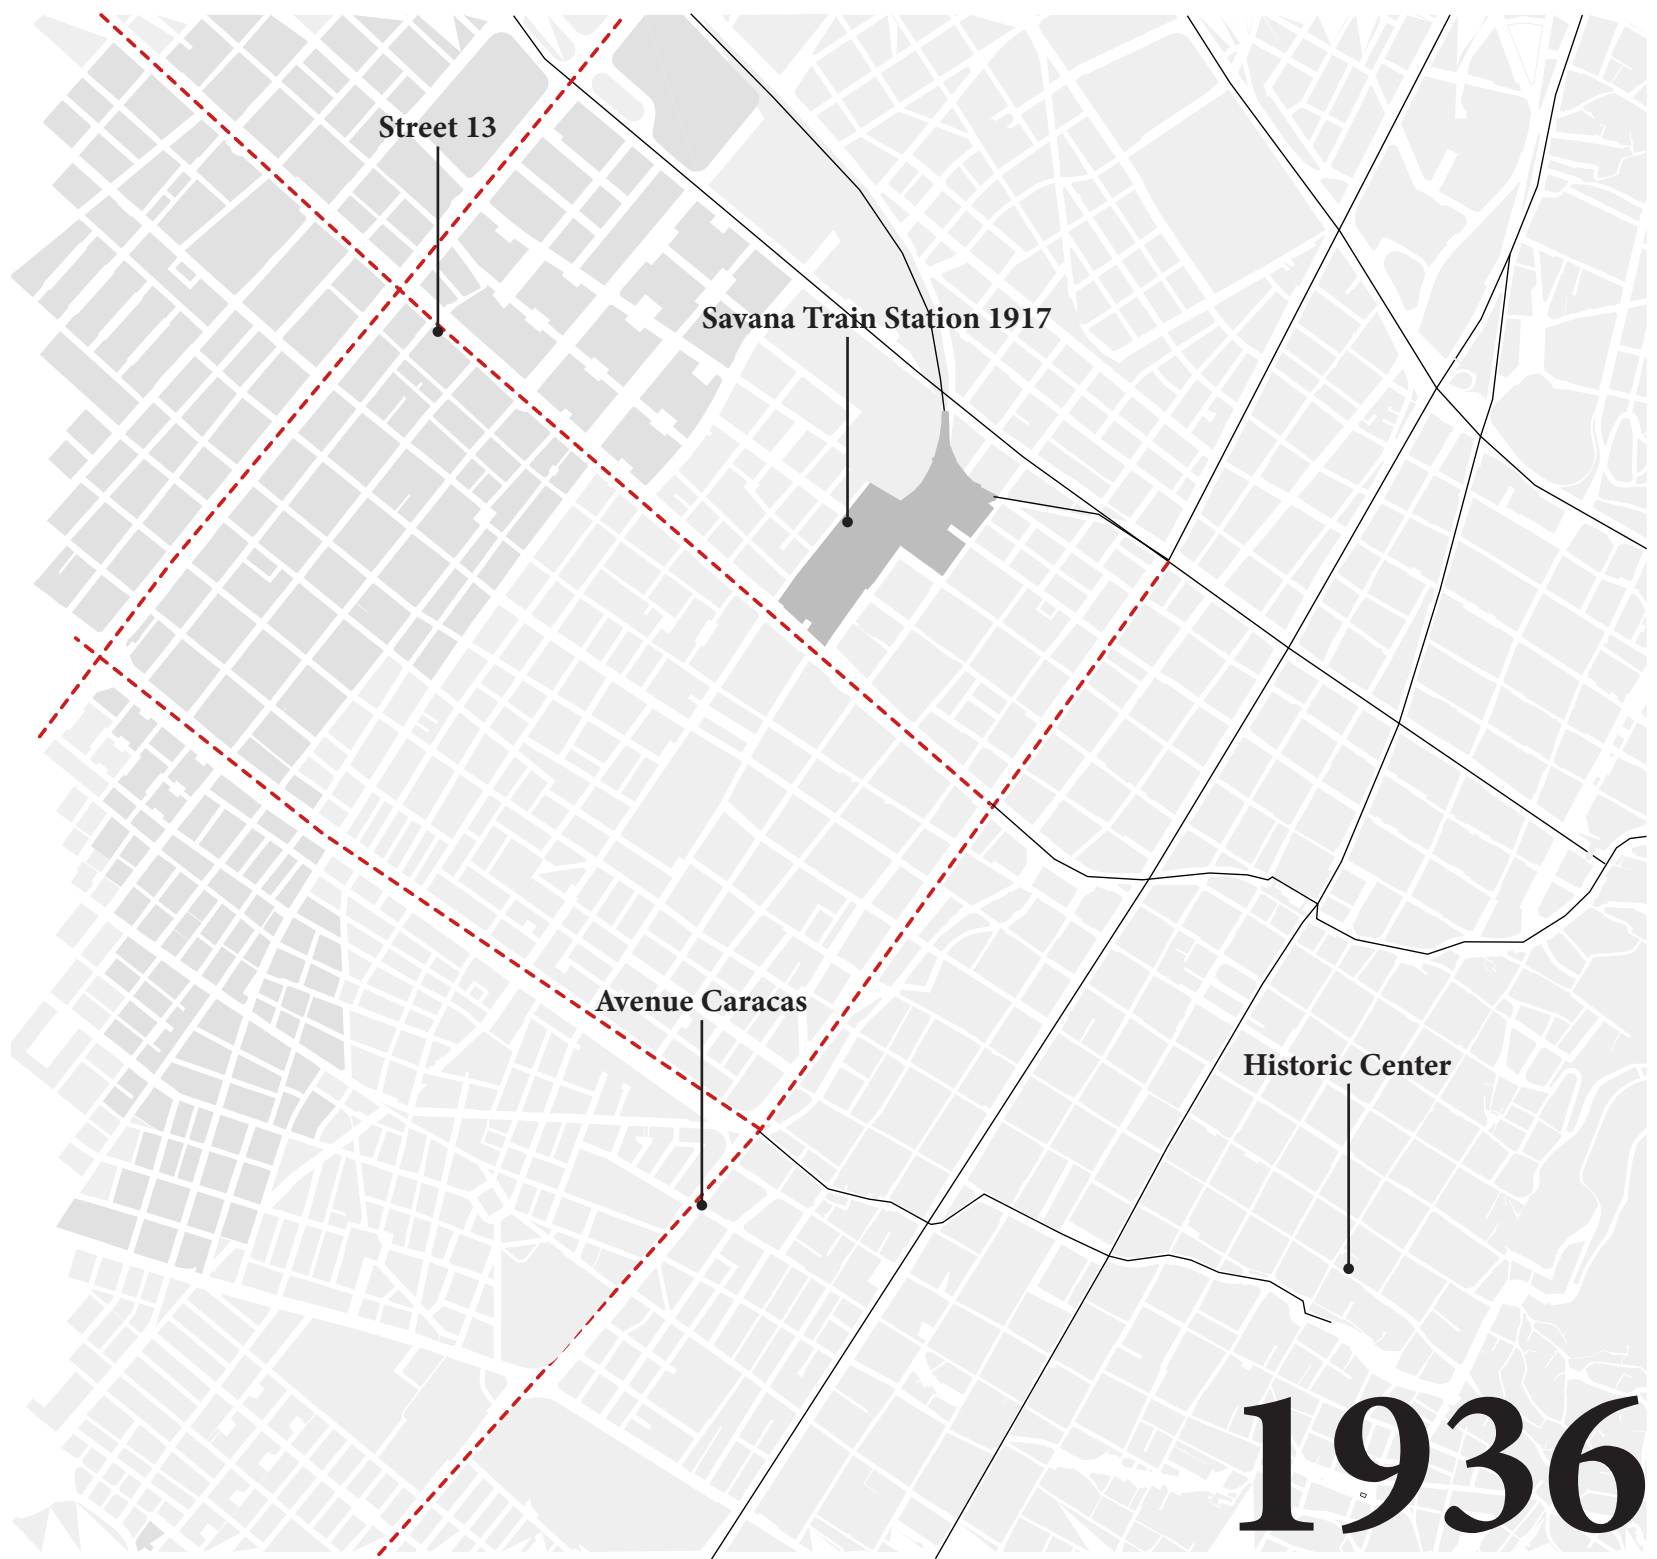 Street 13
Savana Train Station 1917
Avenue Caracas
Historic Center
1936